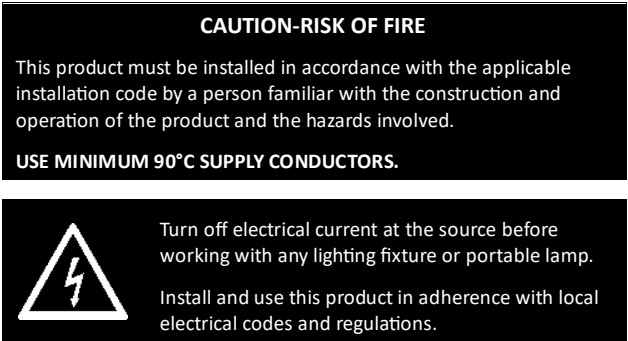 CAUTION-RISK OF FIRE
This product must be installed in accordance with the applicable
installation code by a person familiar with the construction and
operation of the product and the hazards involved.
USE MINIMUM 90°C SUPPLY CONDUCTORS.
Turn off electrical current at the source before
working with any lighting fixture or portable lamp.
Install and use this product in adherence with local
electrical codes and regulations.